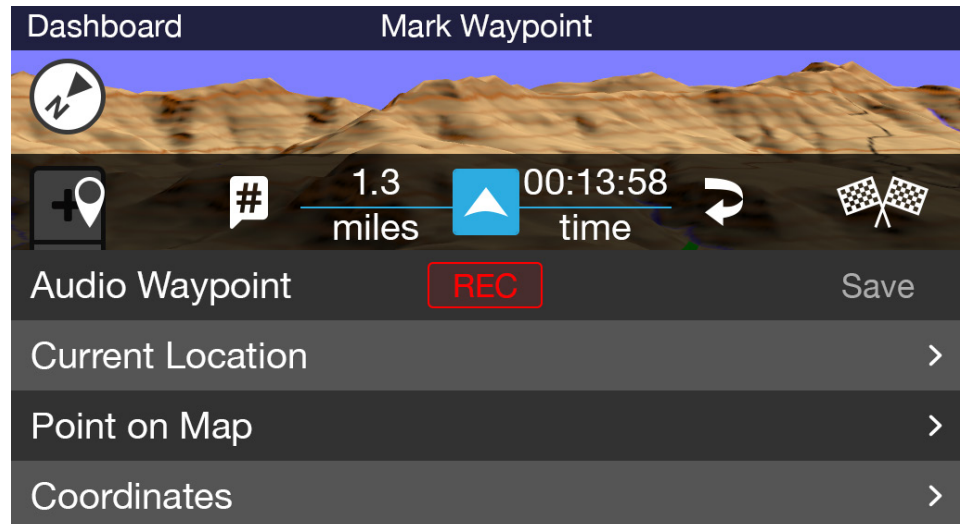 Dashboard Mark Waypoint
N
+ # 1.3 00:13:58
miles time
Audio Waypoint REC Save
Current Location
Point on Map
Coordinates